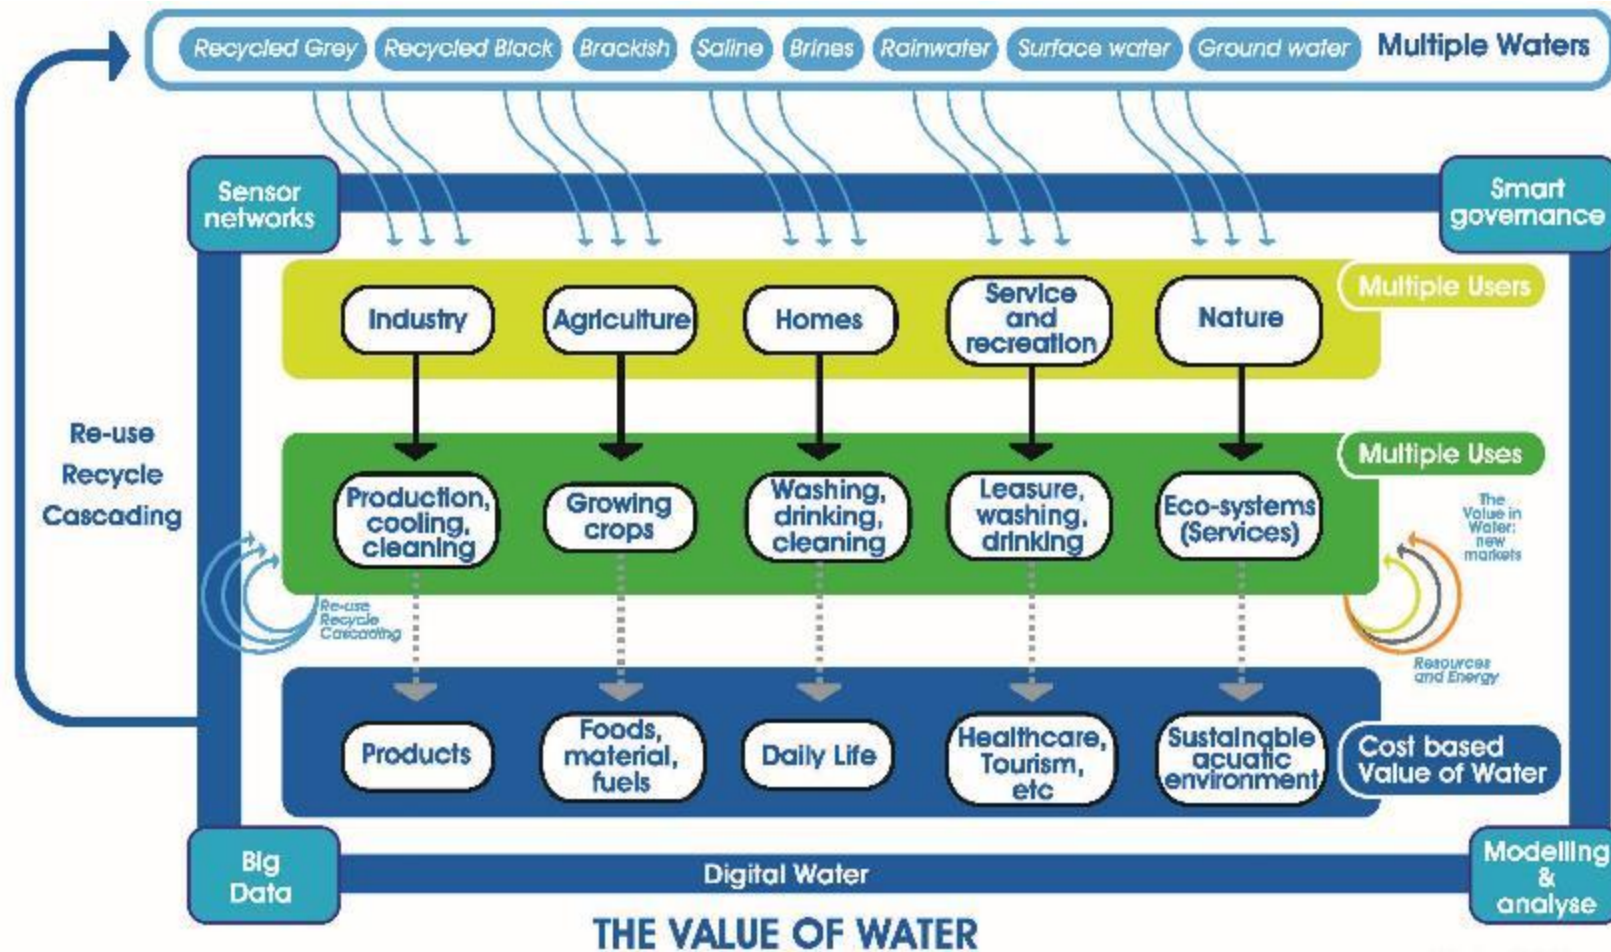 Recycled Grey
Recycled Black
Brackish
Saline
Brines
Rainwater
Surface water
Ground water
Multiple Waters
Sensor
networks
Smart
governance
Multiple Users
Industry
Agriculture
Homes
Service
and
recreation
Nature
Re-use
Recycle
Cascading
Multiple Uses
Production,
cooling,
cleaning
Growing
crops
Washing,
drinking,
cleaning
Leasure,
washing,
drinking
Eco-systems
(Services)
The
Value in
Water:
new
markets
Re-use
Recycle
Cascading
Resources
and Energy
Products
Foods,
material,
fuels
Daily Life
Healthcare,
Tourism,
etc
Sustainable
acuatic
environment
Cost based
Value of Water
Big
Data
Digital Water
Modelling
&
analyse
THE VALUE OF WATER